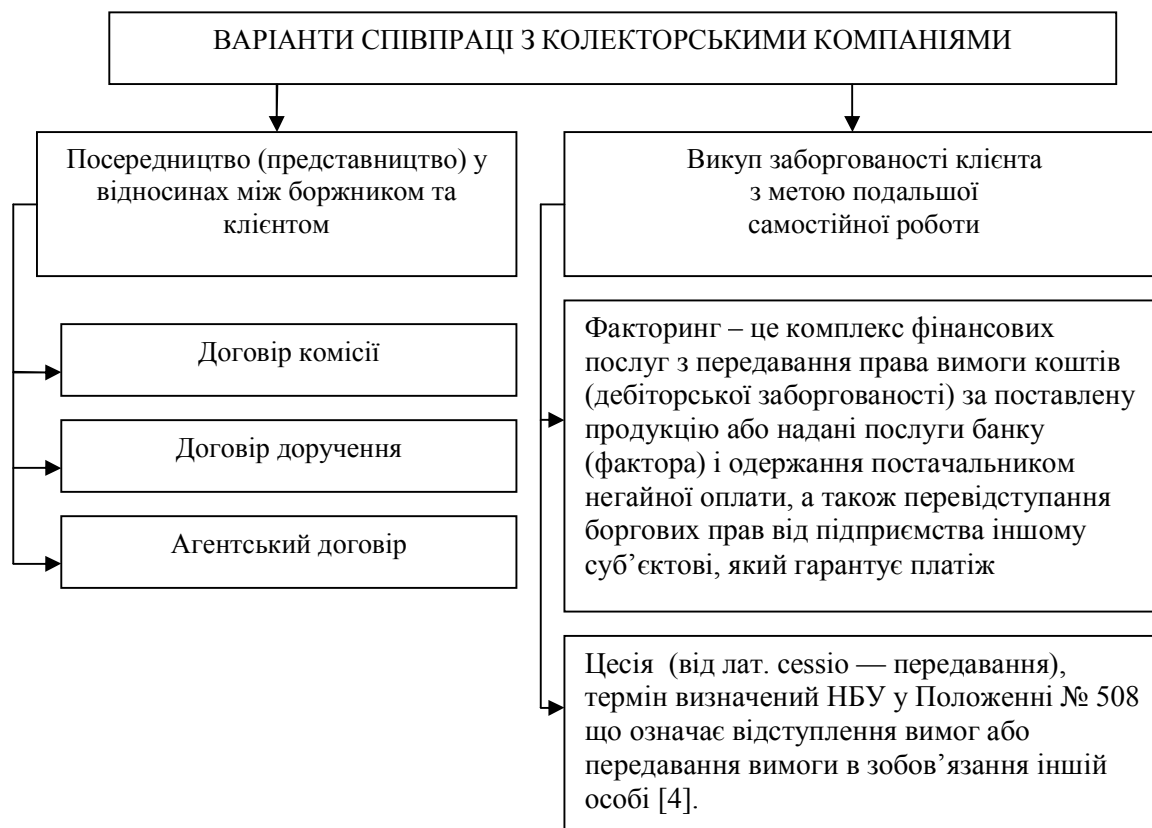 ВАРІАНТИ СПІВПРАЦІ З КОЛЕКТОРСЬКИМИ КОМПАНІЯМИ
Посередництво (представництво) у
відносинах між боржником та
клієнтом
Договір комісії
Договір доручення
Агентський договір
Викуп заборгованості клієнта
з метою подальшої
самостійної роботи
Факторинг – це комплекс фінансових
послуг з передавання права вимоги коштів
(дебіторської заборгованості) за поставлену
продукцію або надані послуги банку
(фактора) і одержання постачальником
негайної оплати, а також перевідступання
боргових прав від підприємства іншому
суб’єктові, який гарантує платіж
Цесія (від лат. cessio — передавання),
термін визначений НБУ у Положенні № 508
що означає відступлення вимог або
передавання вимоги в зобов’язання іншій
особі [4].